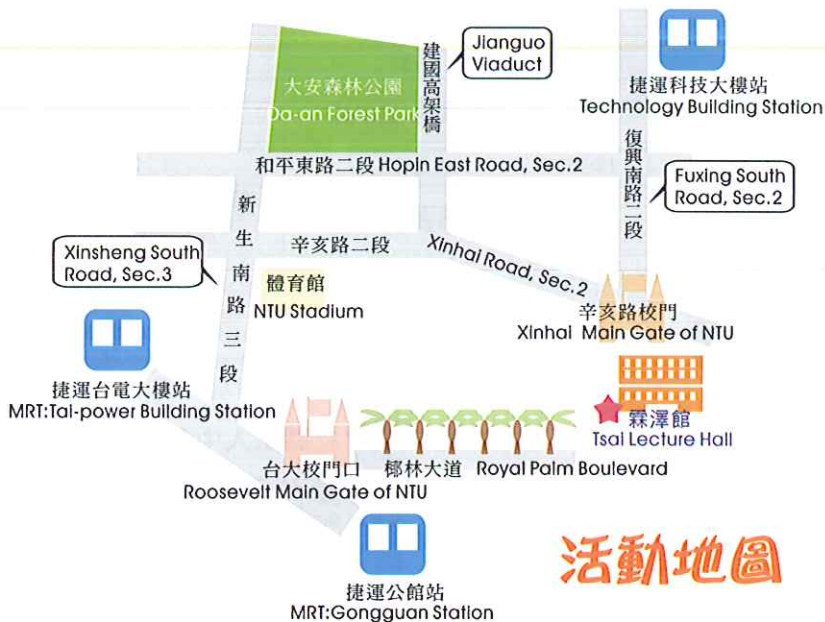 建國高架橋
Jianguo
Viaduct
捷運科技大樓站
Technology Building Station
大安森林公園
Da-an Forest Park
和平東路二段 Hopin East Road, Sec.2
復興南路二段
Fuxing South
Road, Sec.2
新生南路三段
辛亥路二段
Xinhai Road, Sec.2
Xinsheng South
Road, Sec.3
體育館
NTU Stadium
辛亥路校門
Xinhai Main Gate of NTU
捷運台電大樓站
MRT:Tai-power Building Station
霖澤館
Tsai Lecture Hall
台大校門口
Roosevelt Main Gate of NTU
椰林大道 Royal Palm Boulevard
捷運公館站
MRT:Gongguan Station
活動地圖